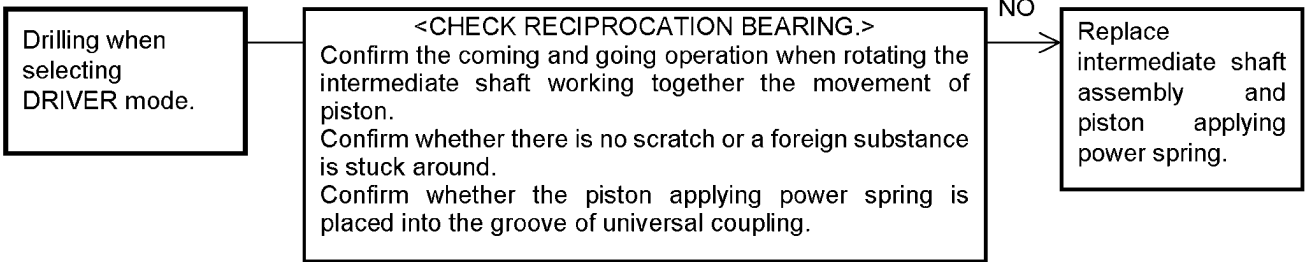 Drilling when
selecting
DRIVER mode.
<CHECK RECIPROCATION BEARING.>
Confirm the coming and going operation when rotating the
intermediate shaft working together the movement of
piston.
Confirm whether there is no scratch or a foreign substance
is stuck around.
Confirm whether the piston applying power spring is
placed into the groove of universal coupling.
NO
Replace
intermediate shaft
assembly and
piston applying
power spring.